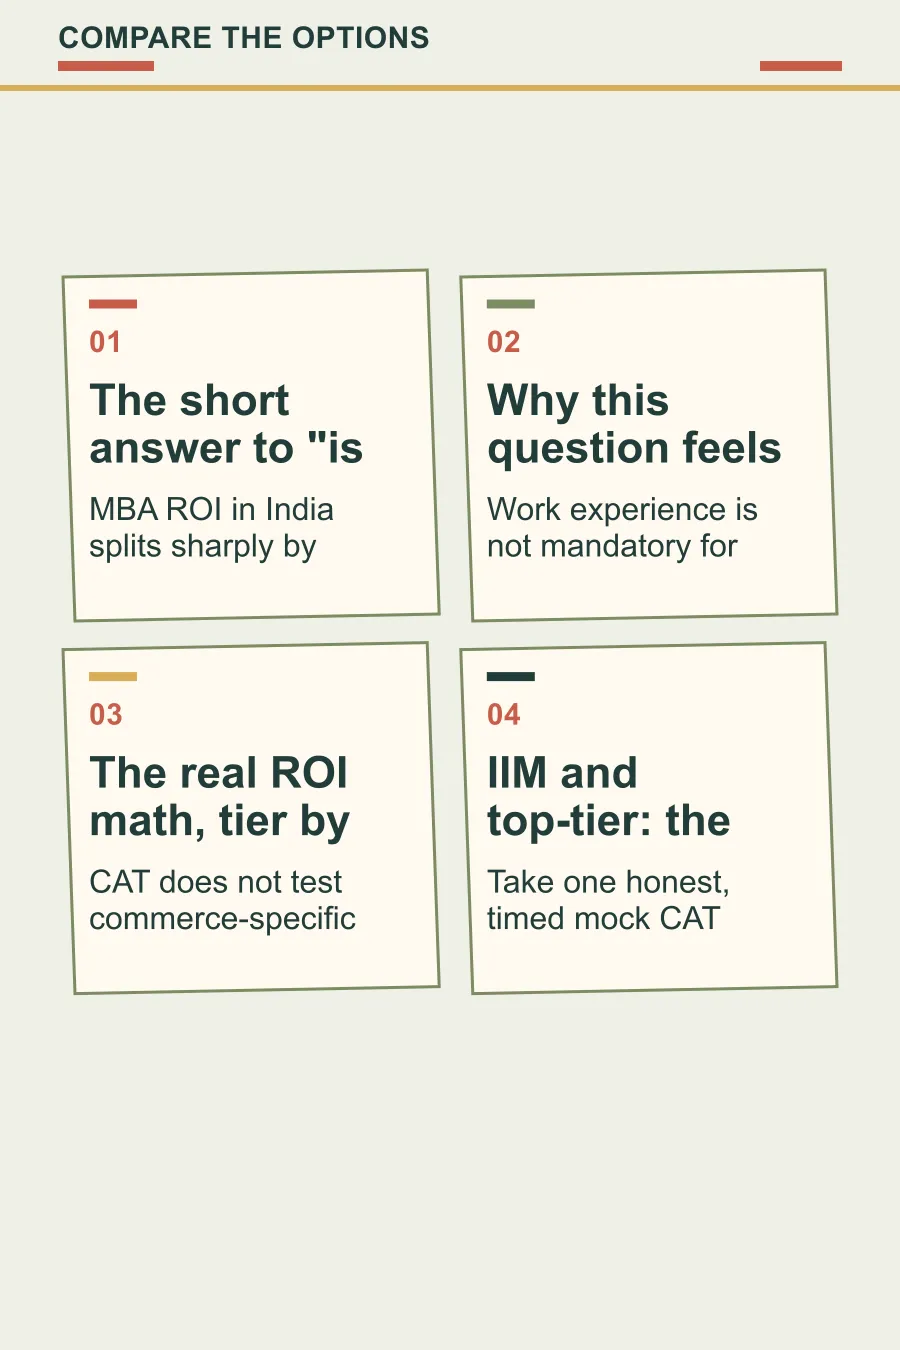 COMPARE THE OPTIONS
01
The short
answer to "is
MBA ROI in India
splits sharply by
02
Why this
question feels
Work experience is
not mandatory for
03
The real ROI
math, tier by
CAT does not test
commerce-specific
04
IIM and
top-tier: the
Take one honest,
timed mock CAT